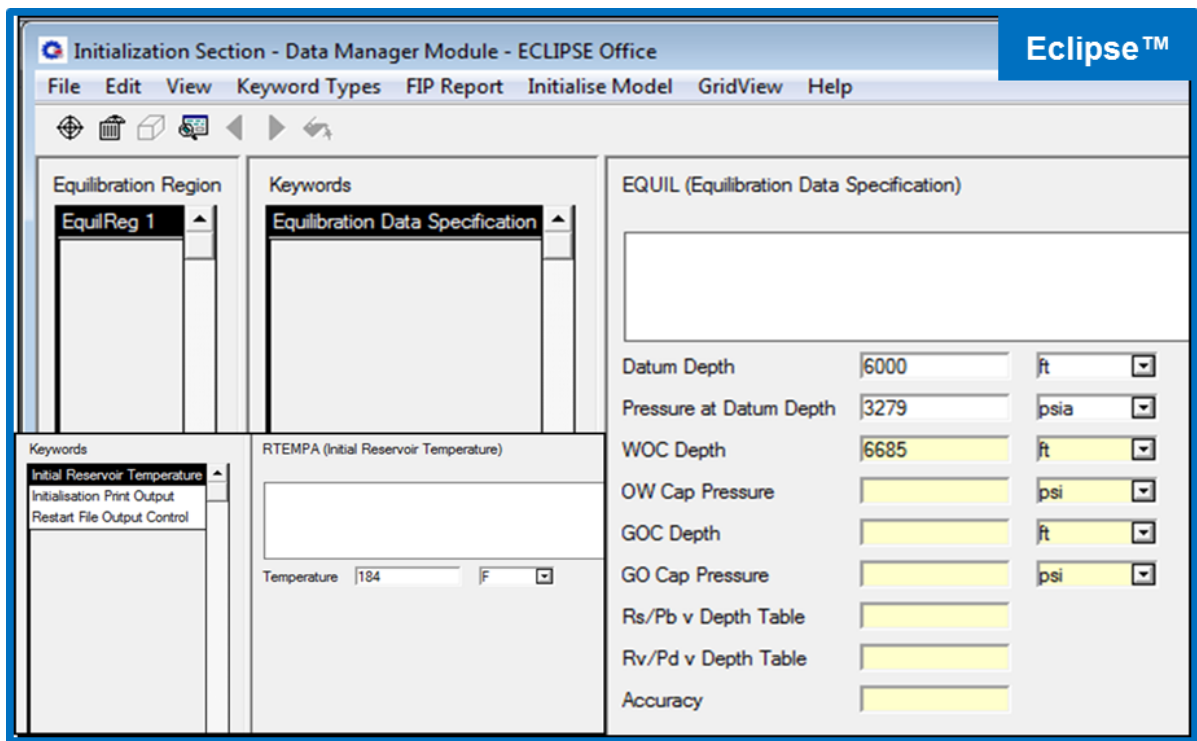 Eclipse™
Initialization Section - Data Manager Module - ECLIPSE Office
File Edit View Keyword Types FIP Report Initialise Model GridView Help
Equilibration Region
EquilReg 1
Keywords
Equilibration Data Specification
EQUIL (Equilibration Data Specification)
Datum Depth 6000 ft
Pressure at Datum Depth 3279 psia
WOC Depth 6685 ft
OW Cap Pressure psi
GOC Depth ft
GO Cap Pressure psi
Rs/Pb v Depth Table
Rv/Pd v Depth Table
Accuracy
Keywords
Initial Reservoir Temperature
Initialisation Print Output
Restart File Output Control
RTEMPA (Initial Reservoir Temperature)
Temperature 184 F